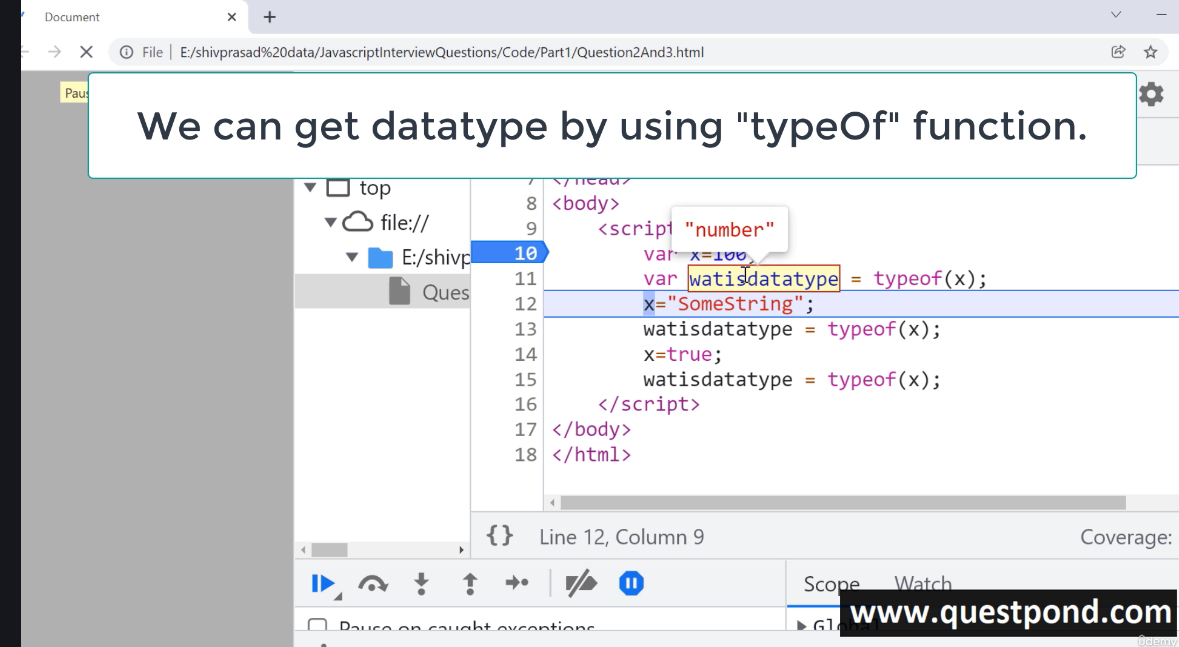 Document
File | E:/shivprasad%20data/JavascriptInterviewQuestions/Code/Part1/Question2And3.html
Paus
We can get datatype by using "typeOf" function.
top
file://
E:/shivp
Ques
7 </head>
8 <body>
9 <script
"number"
10 var x=100;
11 var watisdatatype = typeof(x);
12 x="SomeString";
13 watisdatatype = typeof(x);
14 x=true;
15 watisdatatype = typeof(x);
16 </script>
17 </body>
18 </html>
{} Line 12, Column 9
Coverage:
Scope Watch
Pause on caught exceptions
Global
www.questpond.com
Udemy